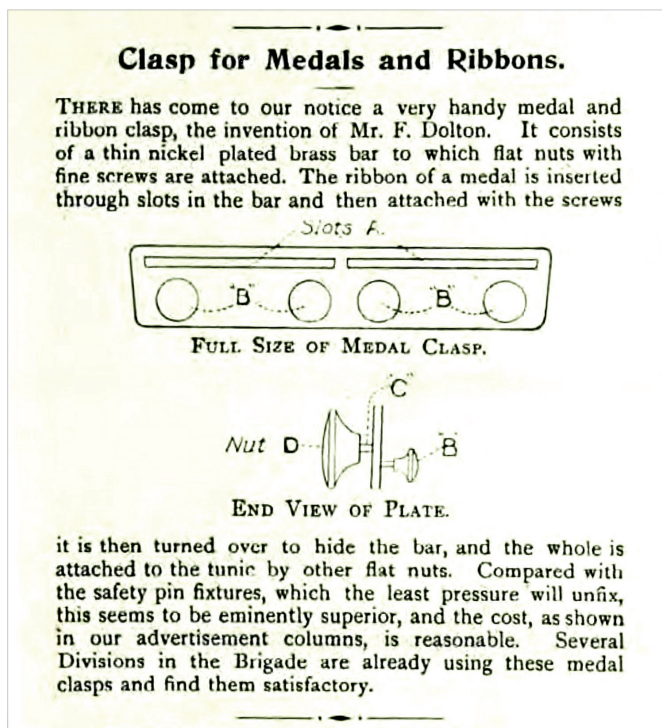 Clasp for Medals and Ribbons.
THERE has come to our notice a very handy medal and
ribbon clasp, the invention of Mr. F. Dolton. It consists
of a thin nickel plated brass bar to which flat nuts with
fine screws are attached. The ribbon of a medal is inserted
through slots in the bar and then attached with the screws
Slots A.
"B" "B"
FULL SIZE OF MEDAL CLASP.
"C"
Nut D "B"
END VIEW OF PLATE.
it is then turned over to hide the bar, and the whole is
attached to the tunic by other flat nuts. Compared with
the safety pin fixtures, which the least pressure will unfix,
this seems to be eminently superior, and the cost, as shown
in our advertisement columns, is reasonable. Several
Divisions in the Brigade are already using these medal
clasps and find them satisfactory.